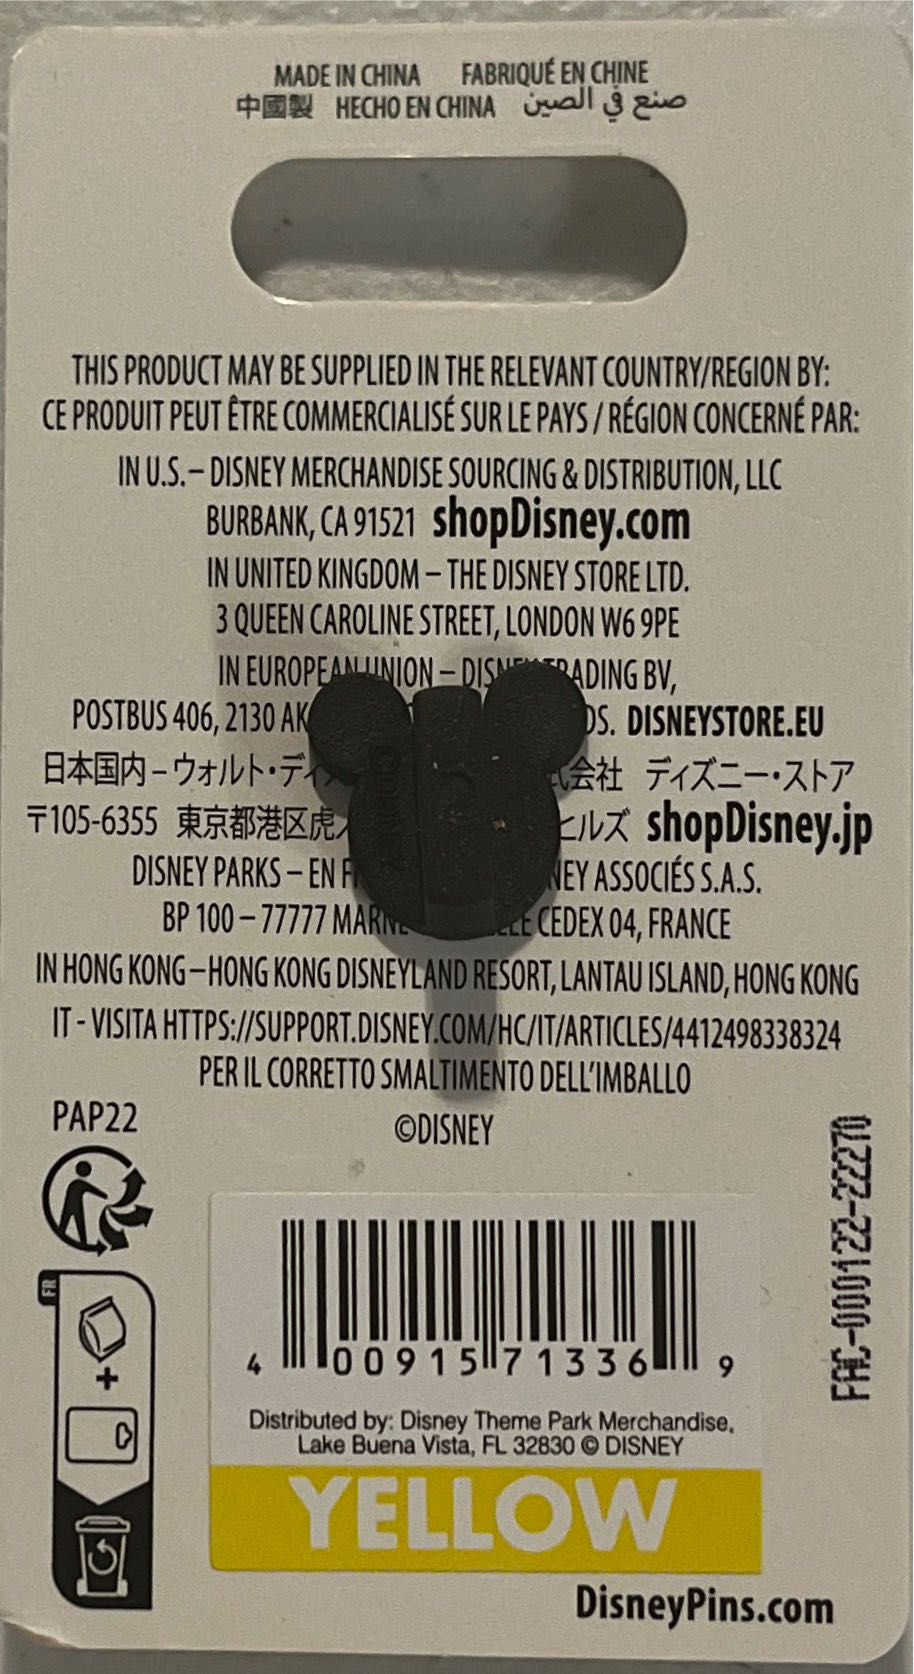 MADE IN CHINA FABRIQUÉ EN CHINE
中國製 HECHO EN CHINA صنع في الصين
THIS PRODUCT MAY BE SUPPLIED IN THE RELEVANT COUNTRY/REGION BY:
CE PRODUIT PEUT ÊTRE COMMERCIALISÉ SUR LE PAYS / RÉGION CONCERNÉ PAR:
IN U.S. – DISNEY MERCHANDISE SOURCING & DISTRIBUTION, LLC
BURBANK, CA 91521 shopDisney.com
IN UNITED KINGDOM – THE DISNEY STORE LTD.
3 QUEEN CAROLINE STREET, LONDON W6 9PE
IN EUROPEAN UNION – DISNEY TRADING BV,
POSTBUS 406, 2130 AK DISNEYSTORE.EU
日本国内 – ウォルト・ディ 会社 ディズニー・ストア
〒105-6355 東京都港区虎 ヒルズ shopDisney.jp
DISNEY PARKS – EN ASSOCIÉS S.A.S.
BP 100 – 77777 CEDEX 04, FRANCE
IN HONG KONG – HONG KONG DISNEYLAND RESORT, LANTAU ISLAND, HONG KONG
IT - VISITA HTTPS://SUPPORT.DISNEY.COM/HC/IT/ARTICLES/4412498338324
PER IL CORRETTO SMALTIMENTO DELL'IMBALLO
©DISNEY
PAP22
FR
FAC-000122-22270
4 00915 71336 9
Distributed by: Disney Theme Park Merchandise,
Lake Buena Vista, FL 32830 © DISNEY
YELLOW
DisneyPins.com